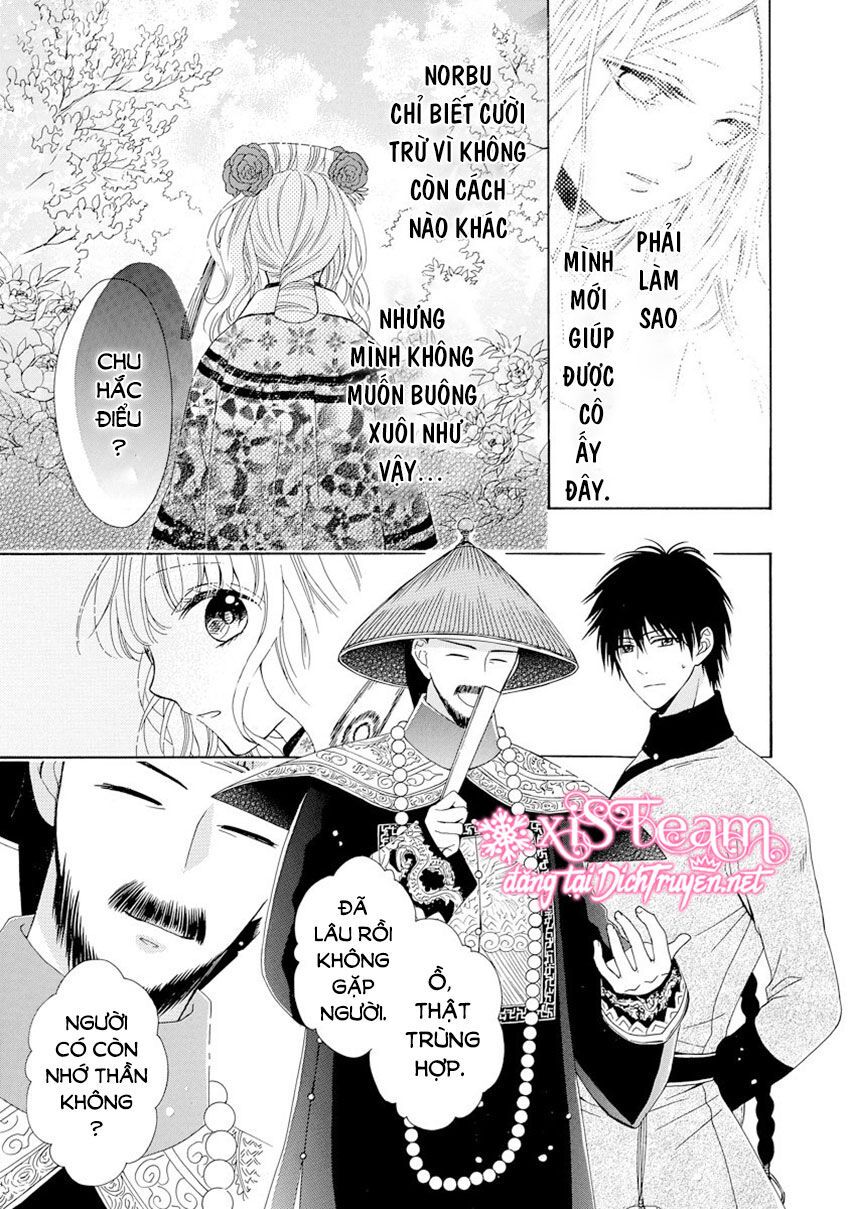 PHẢI
LÀM
SAO
MÌNH
MỚI
GIÚP
ĐƯỢC
CÔ
ẤY
ĐÂY.
NORBU
CHỈ BIẾT CƯỜI
TRỪ VÌ KHÔNG
CÒN CÁCH
NÀO KHÁC
NHƯNG
MÌNH KHÔNG
MUỐN BUÔNG
XUÔI NHƯ
VẬY...
CHU
HẮC
ĐIỂU
?
Ồ,
THẬT
TRÙNG
HỢP.
ĐÃ
LÂU RỒI
KHÔNG
GẶP
NGƯỜI.
NGƯỜI
CÓ CÒN
NHỚ THẦN
KHÔNG
?
OxisTeam
đăng tại DichTruyen.net